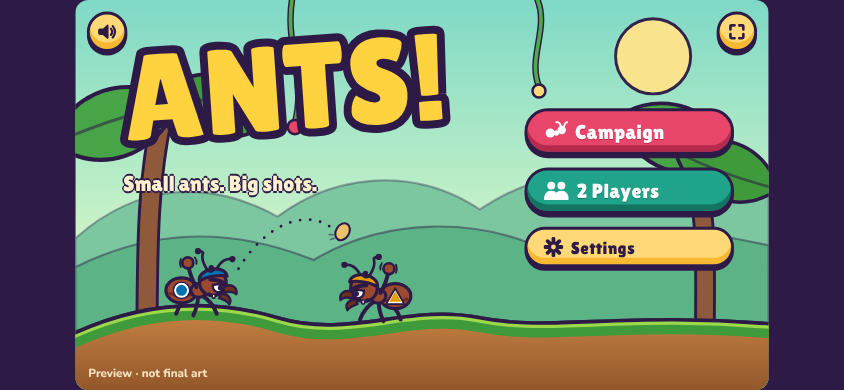 ANTS!
Small ants. Big shots.
Campaign
2 Players
Settings
Preview · not final art